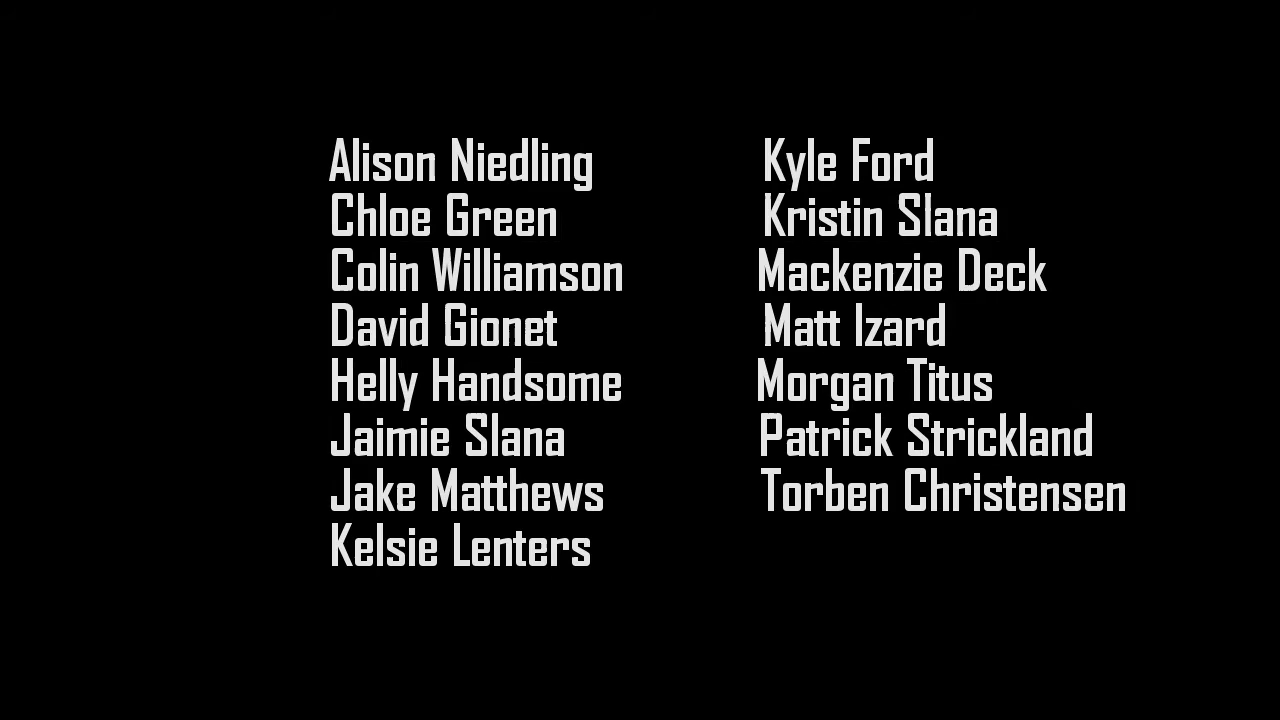 Alison Niedling
Chloe Green
Colin Williamson
David Gionet
Helly Handsome
Jaimie Slana
Jake Matthews
Kelsie Lenters
Kyle Ford
Kristin Slana
Mackenzie Deck
Matt Izard
Morgan Titus
Patrick Strickland
Torben Christensen